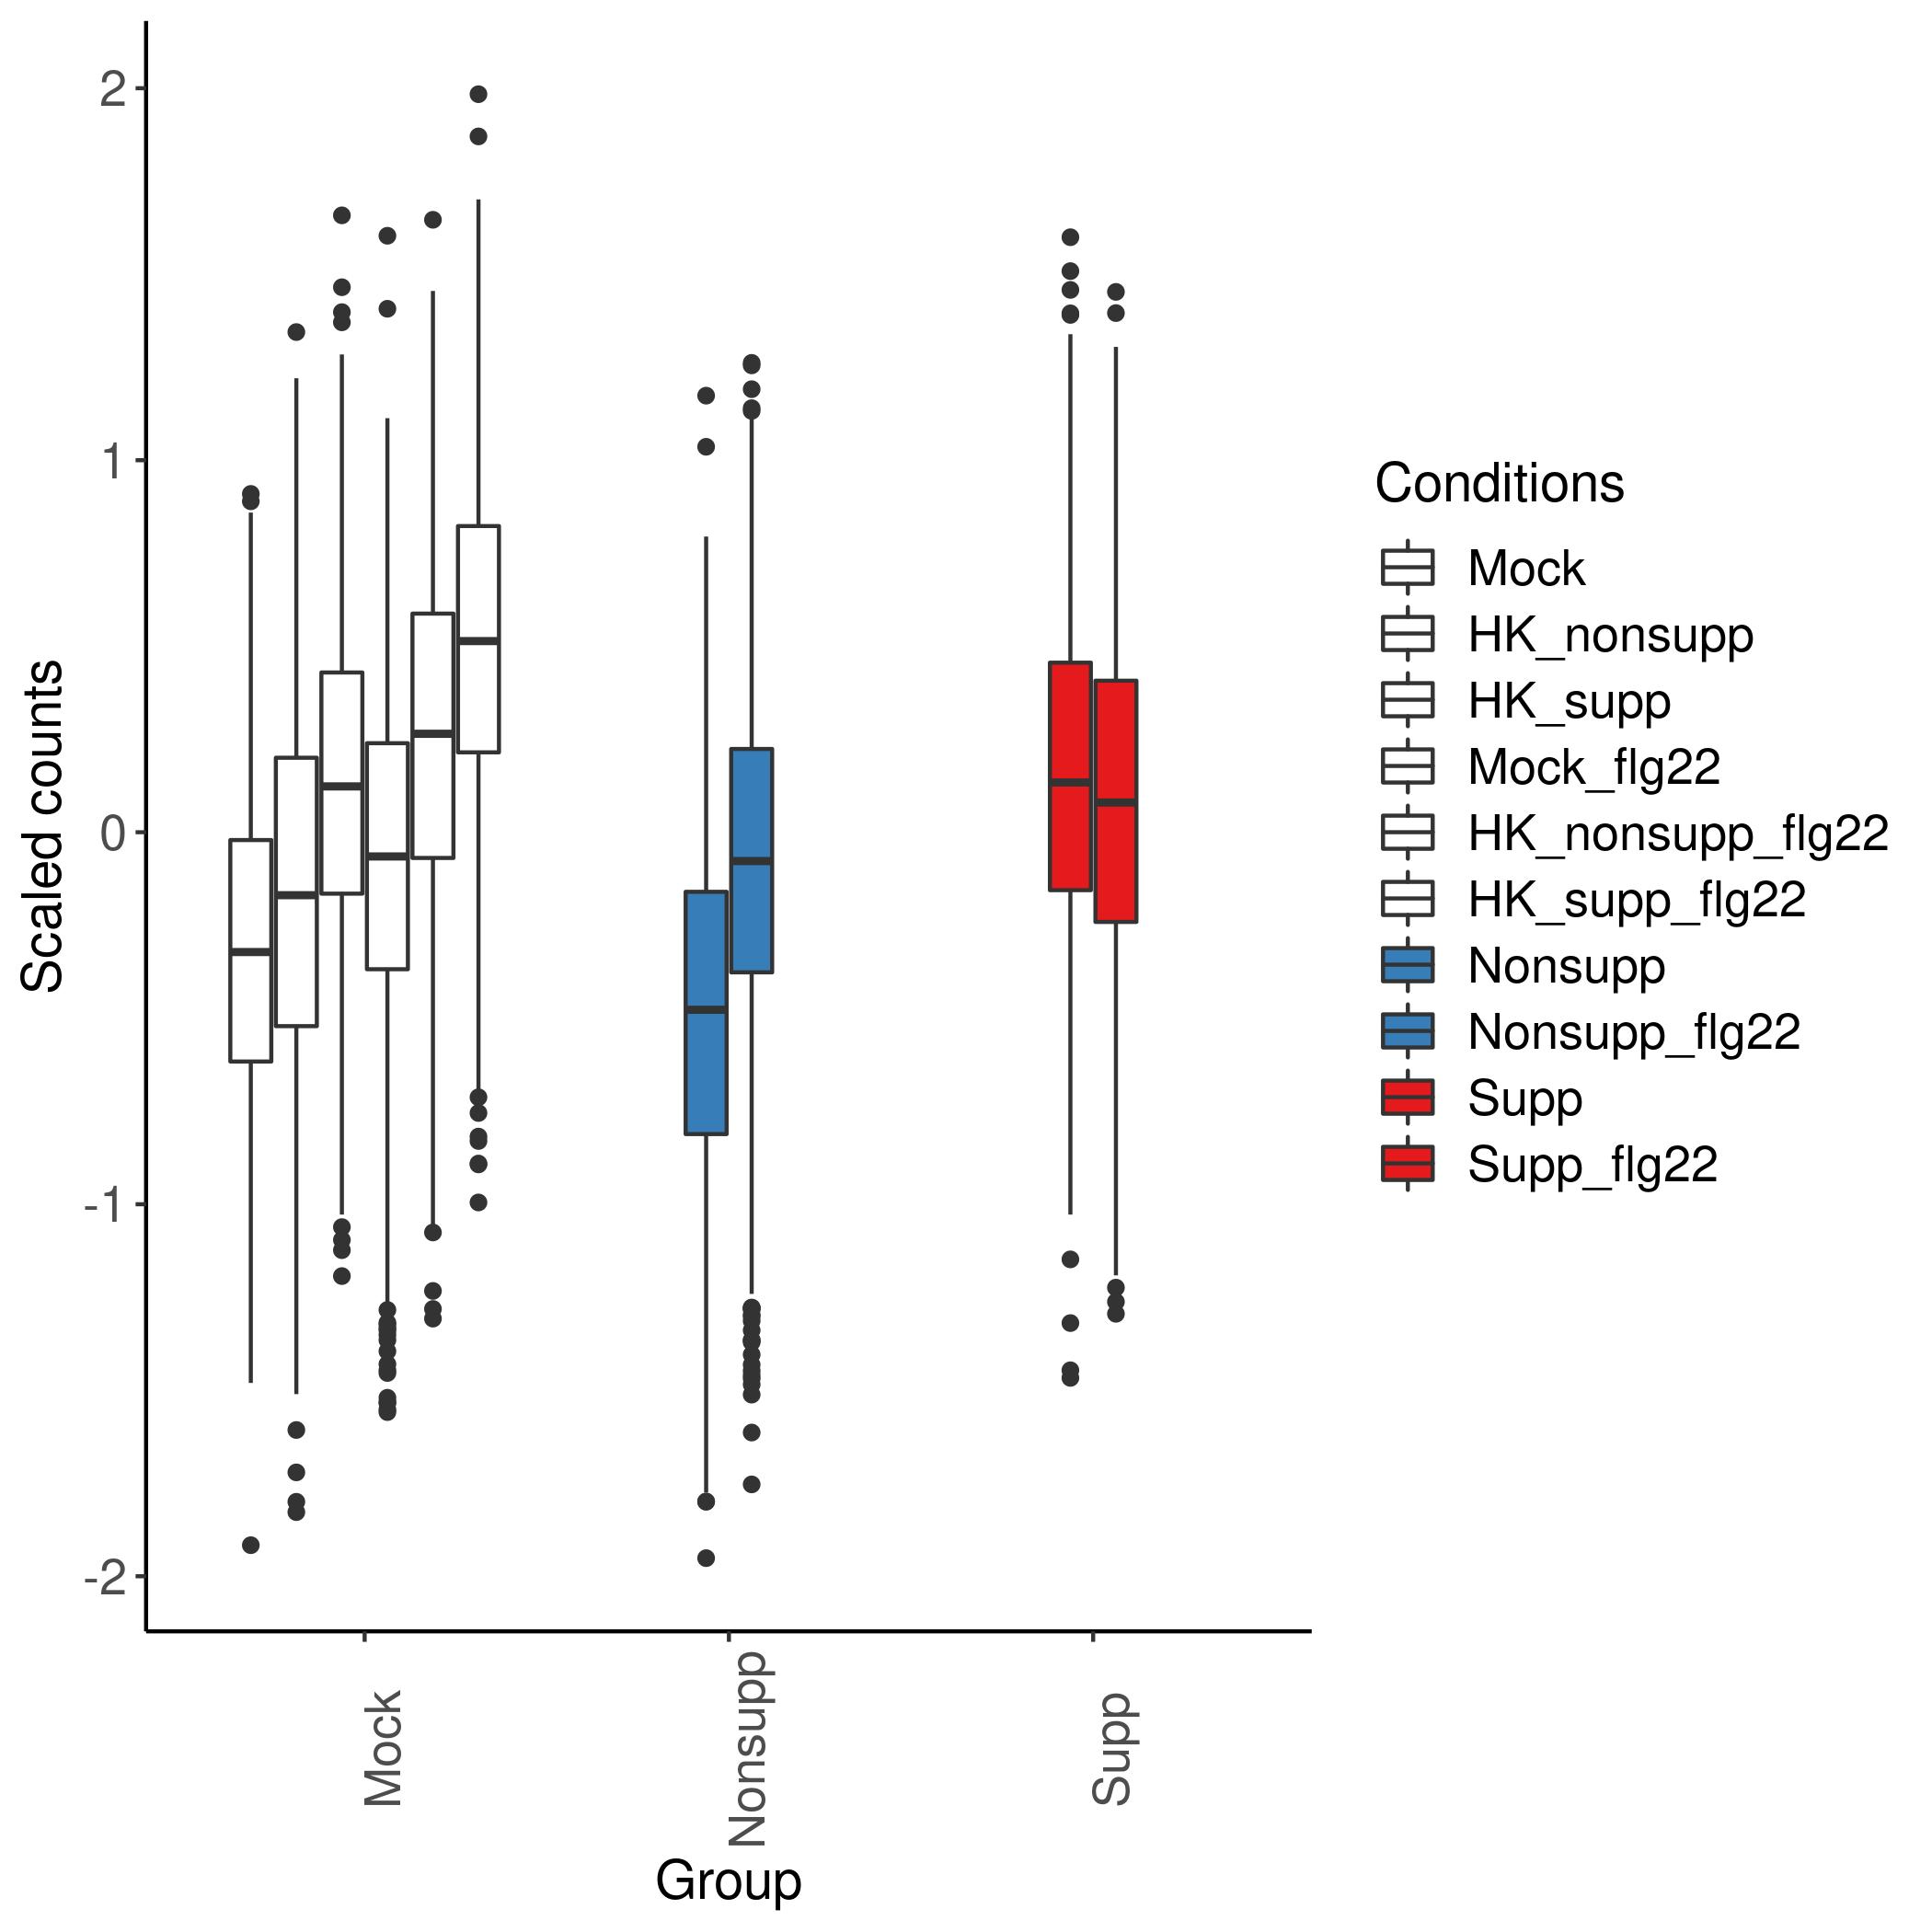 Scaled counts
2
1
0
-1
-2
Mock
Nonsupp
Supp
Group
Conditions
Mock
HK_nonsupp
HK_supp
Mock_flg22
HK_nonsupp_flg22
HK_supp_flg22
Nonsupp
Nonsupp_flg22
Supp
Supp_flg22